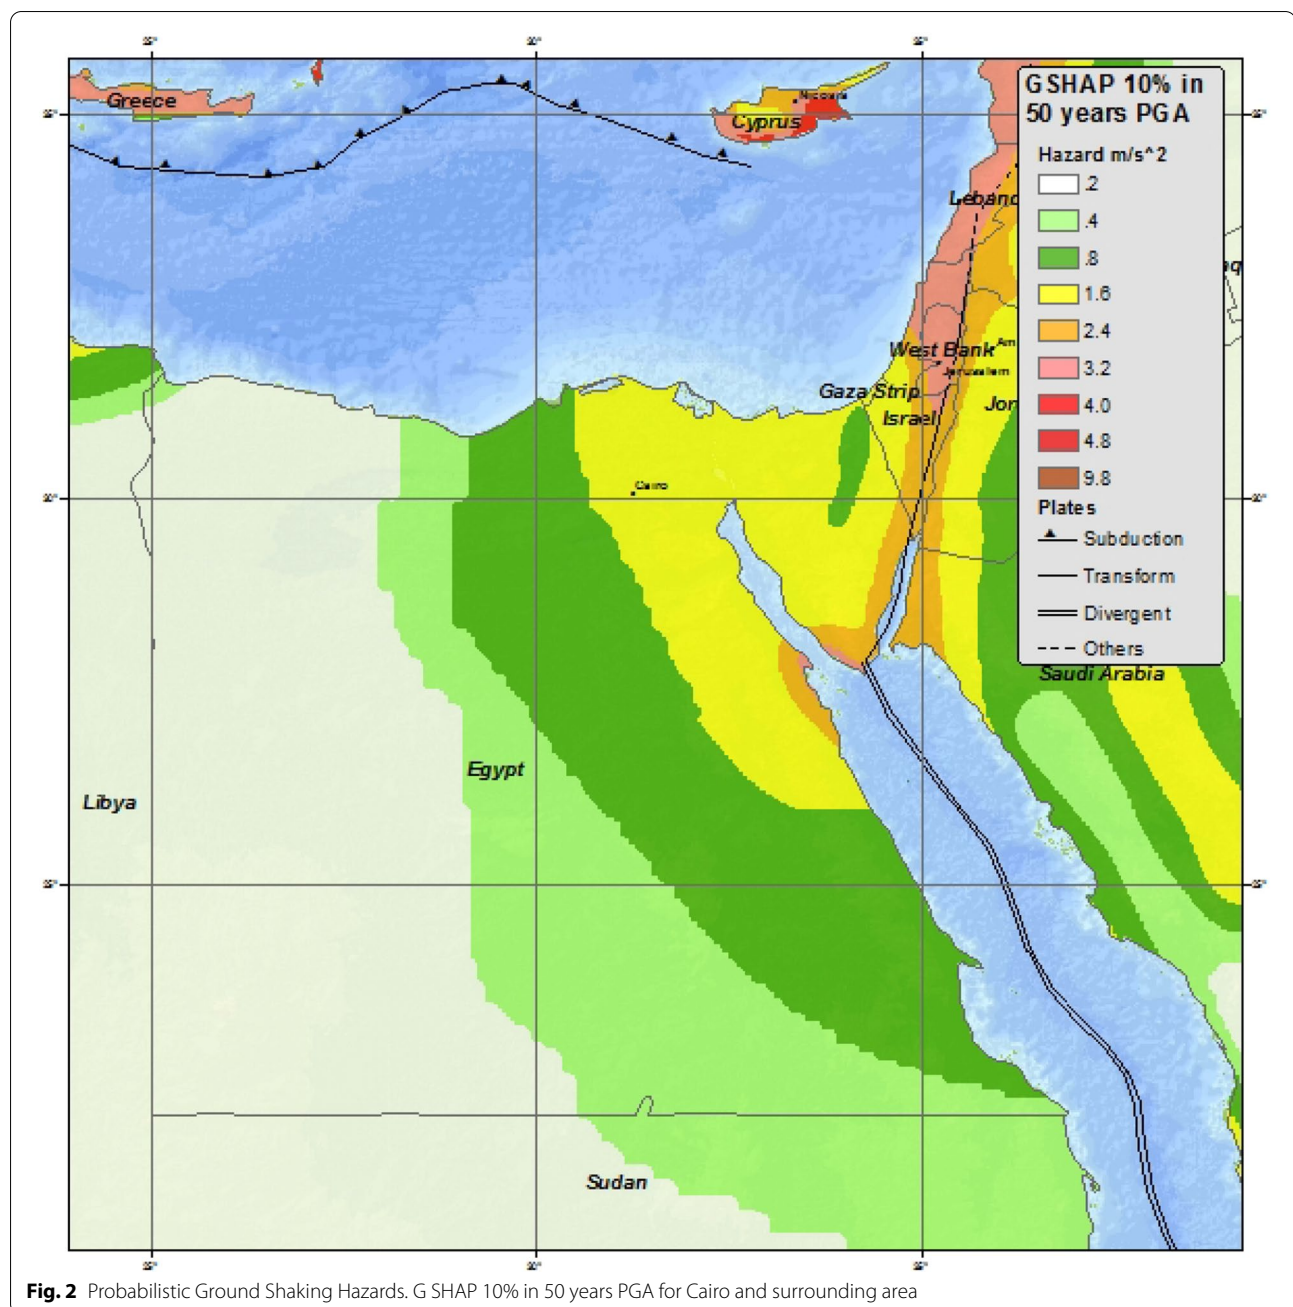 Greece
Nicosia
Cyprus
GSHAP 10% in
50 years PGA
Hazard m/s^2
.2
.4
.8
1.6
2.4
3.2
4.0
4.8
9.8
Plates
Subduction
Transform
Divergent
Others
Lebano
aq
West Bank
Am
Jerusalem
Gaza Strip
Israel
Jor
Cairo
Saudi Arabia
Egypt
Libya
Sudan
Fig. 2 Probabilistic Ground Shaking Hazards. G SHAP 10% in 50 years PGA for Cairo and surrounding area